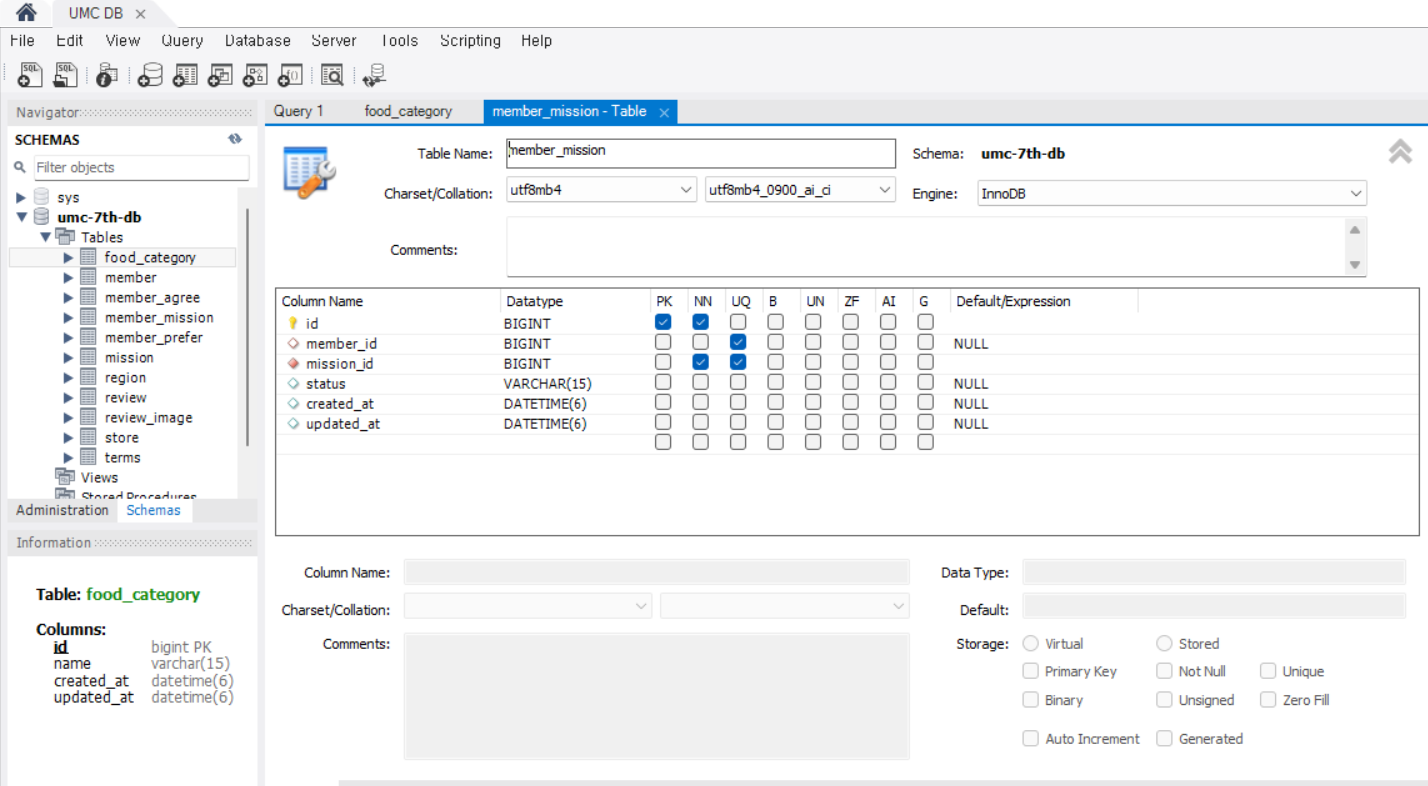 UMC DB ×
File Edit View Query Database Server Tools Scripting Help
Navigator
SCHEMAS
Filter objects
sys
umc-7th-db
Tables
food_category
member
member_agree
member_mission
member_prefer
mission
region
review
review_image
store
terms
Views
Stored Procedures
Administration Schemas
Information
Table: food_category
Columns:
id bigint PK
name varchar(15)
created_at datetime(6)
updated_at datetime(6)
Query 1 food_category member_mission - Table ×
Table Name: member_mission Schema: umc-7th-db
Charset/Collation: utf8mb4 utf8mb4_0900_ai_ci Engine: InnoDB
Comments:
Column Name Datatype PK NN UQ B UN ZF AI G Default/Expression
id BIGINT
member_id BIGINT NULL
mission_id BIGINT
status VARCHAR(15) NULL
created_at DATETIME(6) NULL
updated_at DATETIME(6) NULL
Column Name: Data Type:
Charset/Collation: Default:
Comments: Storage: Virtual Stored
Primary Key Not Null Unique
Binary Unsigned Zero Fill
Auto Increment Generated